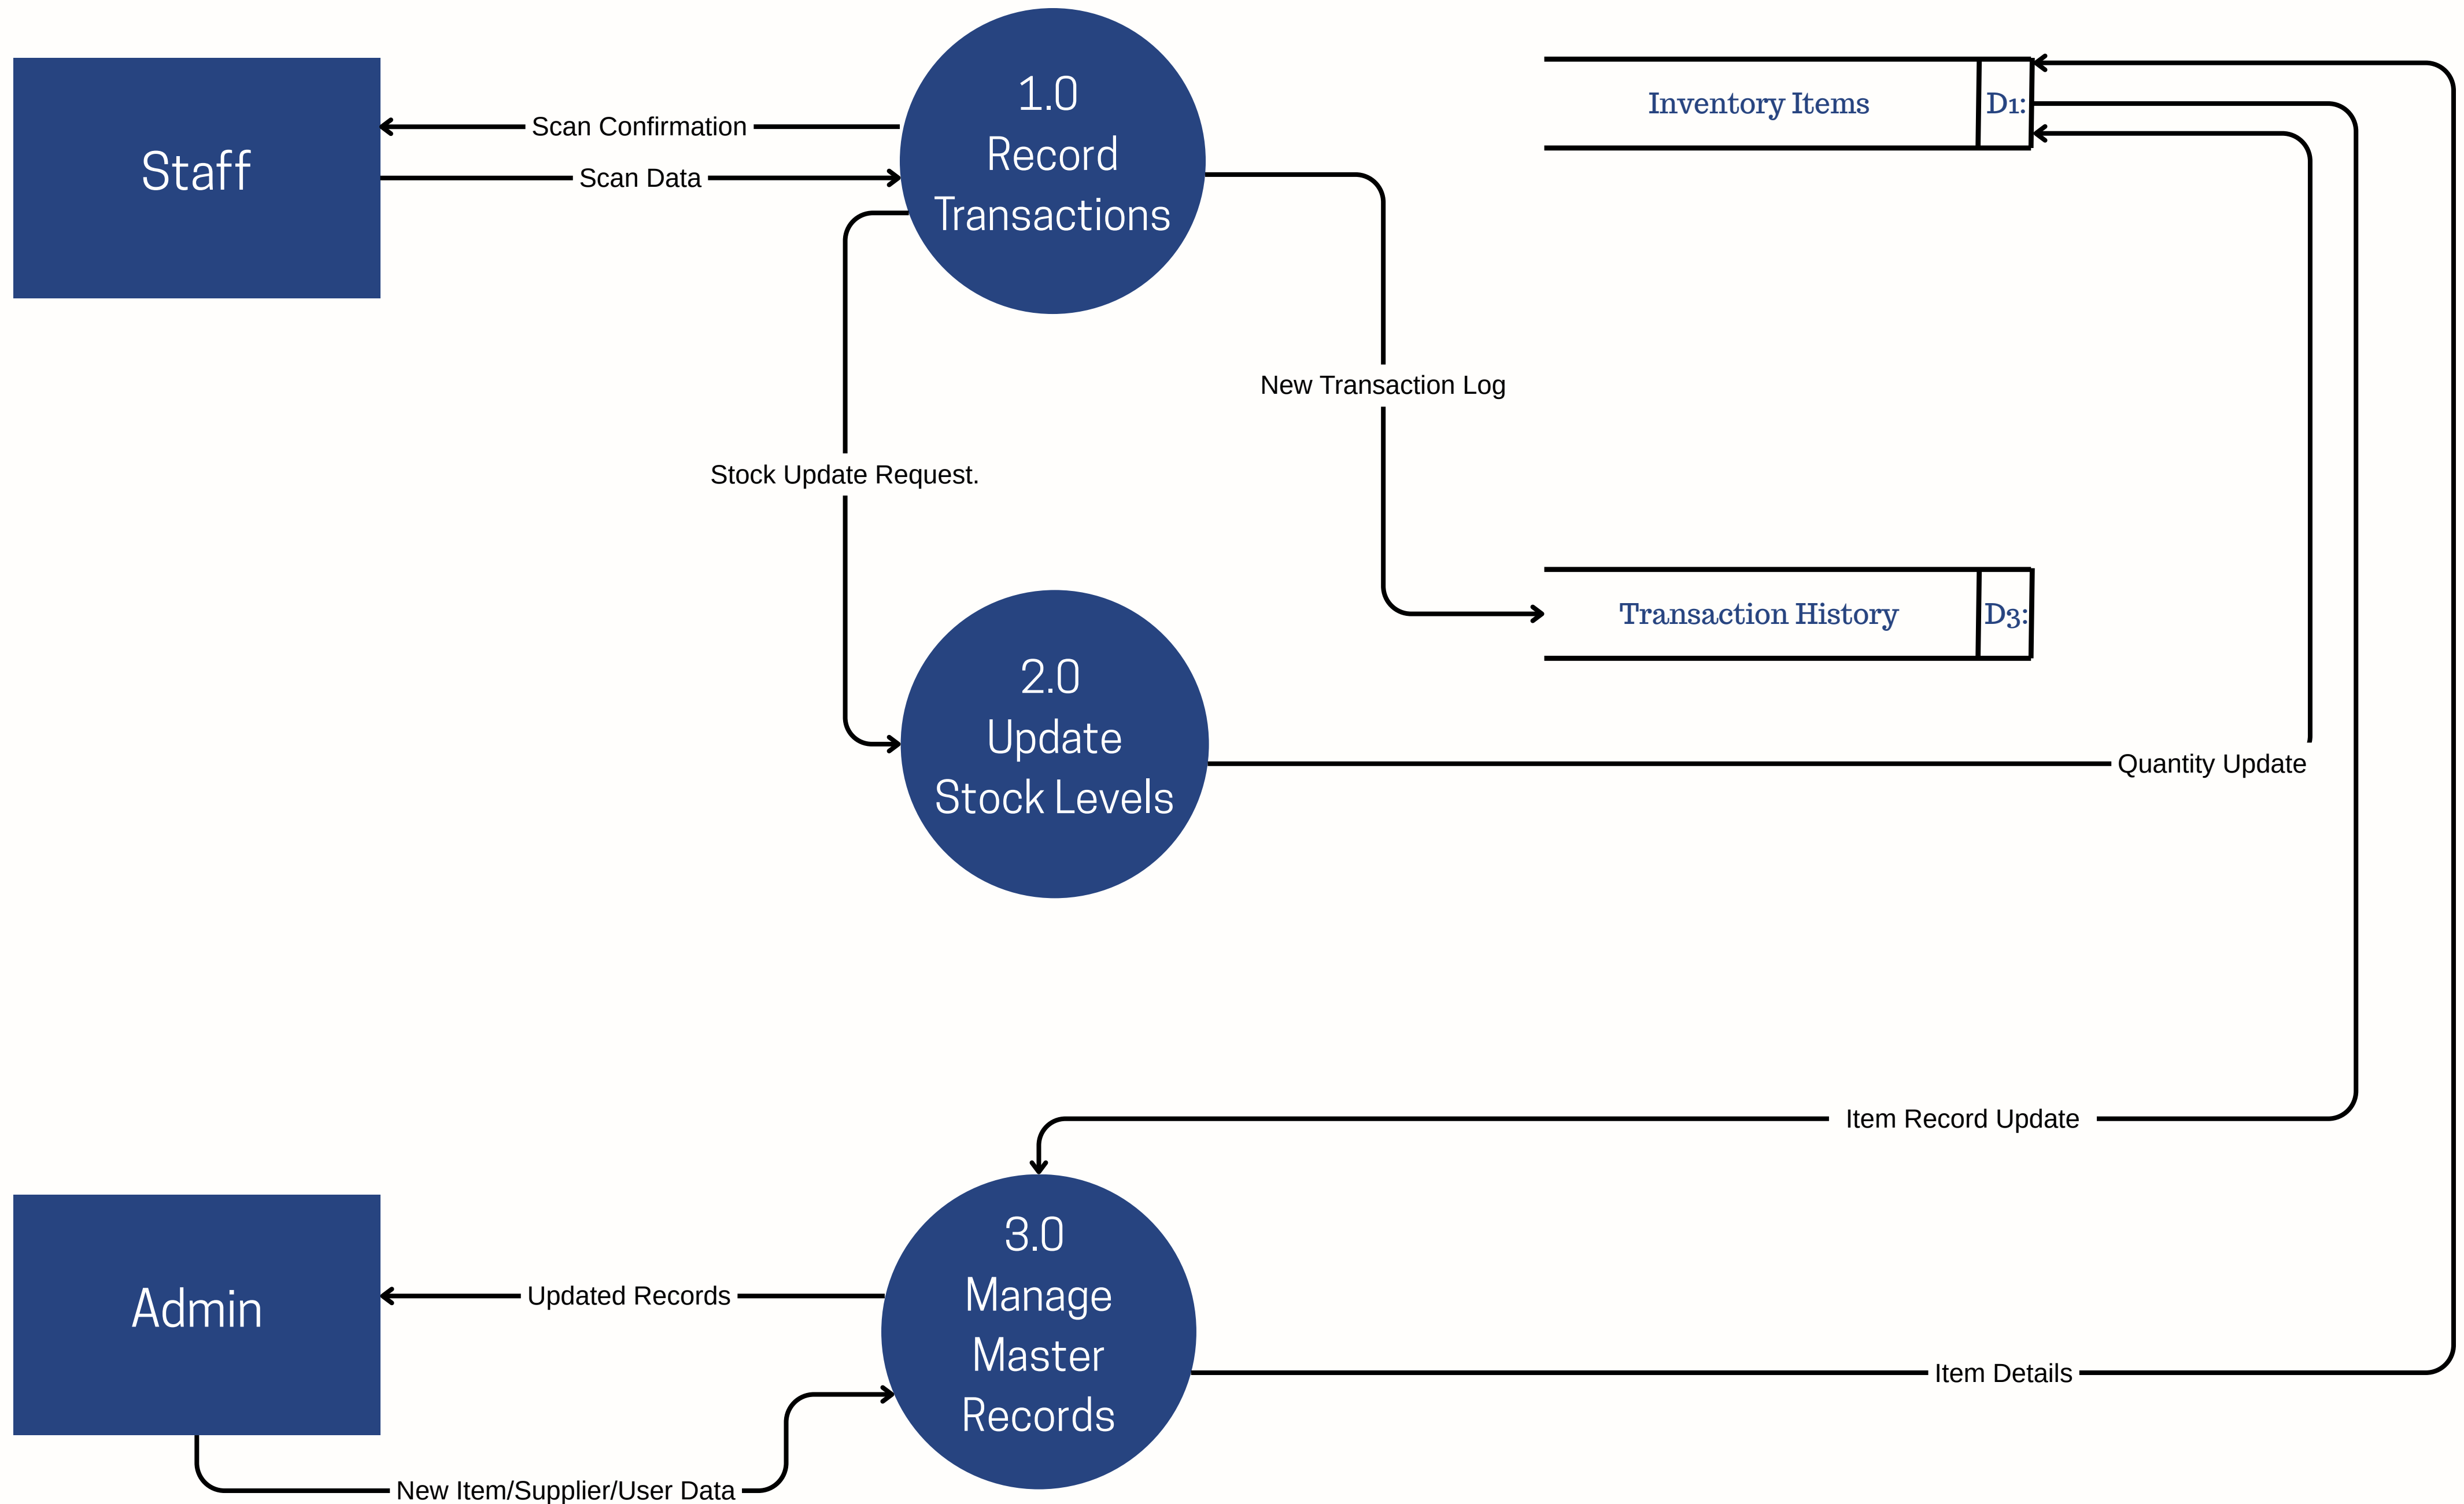 Staff
Scan Confirmation
Scan Data
1.0
Record
Transactions
Inventory Items
D1:
New Transaction Log
Stock Update Request.
Transaction History
D3:
2.0
Update
Stock Levels
Quantity Update
Item Record Update
Admin
Updated Records
3.0
Manage
Master
Records
Item Details
New Item/Supplier/User Data